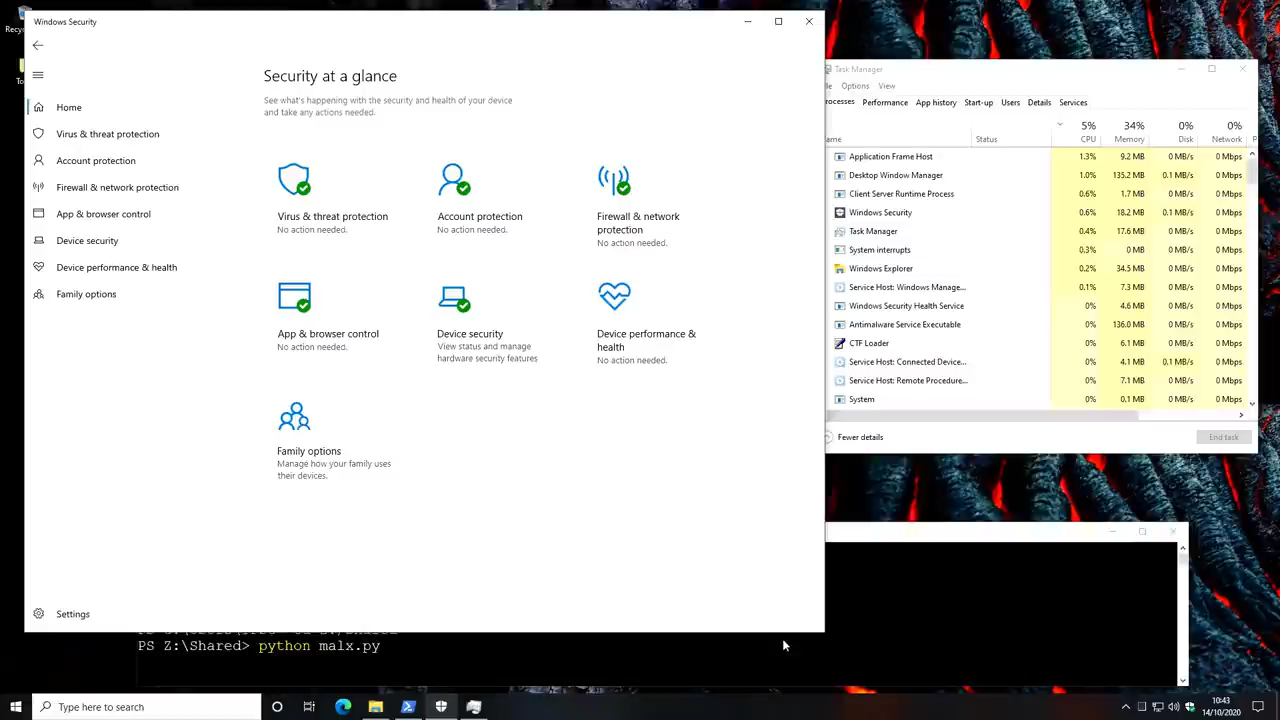 Windows Security
Home
Virus & threat protection
Account protection
Firewall & network protection
App & browser control
Device security
Device performance & health
Family options
Settings
Security at a glance
See what's happening with the security and health of your device
and take any actions needed.
Virus & threat protection
No action needed.
Account protection
No action needed.
Firewall & network
protection
No action needed.
App & browser control
No action needed.
Device security
View status and manage
hardware security features
Device performance &
health
No action needed.
Family options
Manage how your family uses
their devices.
Task Manager
Options View
Performance App history Start-up Users Details Services
5% 34% 0% 0%
Status CPU Memory Disk Network
Application Frame Host 1.3% 9.2 MB 0 MB/s 0 Mbps
Desktop Window Manager 1.0% 135.2 MB 0.1 MB/s 0 Mbps
Client Server Runtime Process 0.6% 1.7 MB 0 MB/s 0 Mbps
Windows Security 0.6% 18.2 MB 0.1 MB/s 0 Mbps
Task Manager 0.4% 17.6 MB 0 MB/s 0 Mbps
System interrupts 0.3% 0 MB 0 MB/s 0 Mbps
Windows Explorer 0.2% 34.5 MB 0 MB/s 0 Mbps
Service Host: Windows Manage... 0.1% 7.3 MB 0 MB/s 0 Mbps
Windows Security Health Service 0% 4.6 MB 0 MB/s 0 Mbps
Antimalware Service Executable 0% 136.0 MB 0 MB/s 0 Mbps
CTF Loader 0% 6.1 MB 0 MB/s 0 Mbps
Service Host: Connected Device... 0% 4.1 MB 0.1 MB/s 0 Mbps
Service Host: Remote Procedure... 0% 7.1 MB 0 MB/s 0 Mbps
System 0% 0.1 MB 0 MB/s 0 Mbps
Fewer details
End task
PS Z:\Shared> python malx.py
Type here to search
10:43
14/10/2020